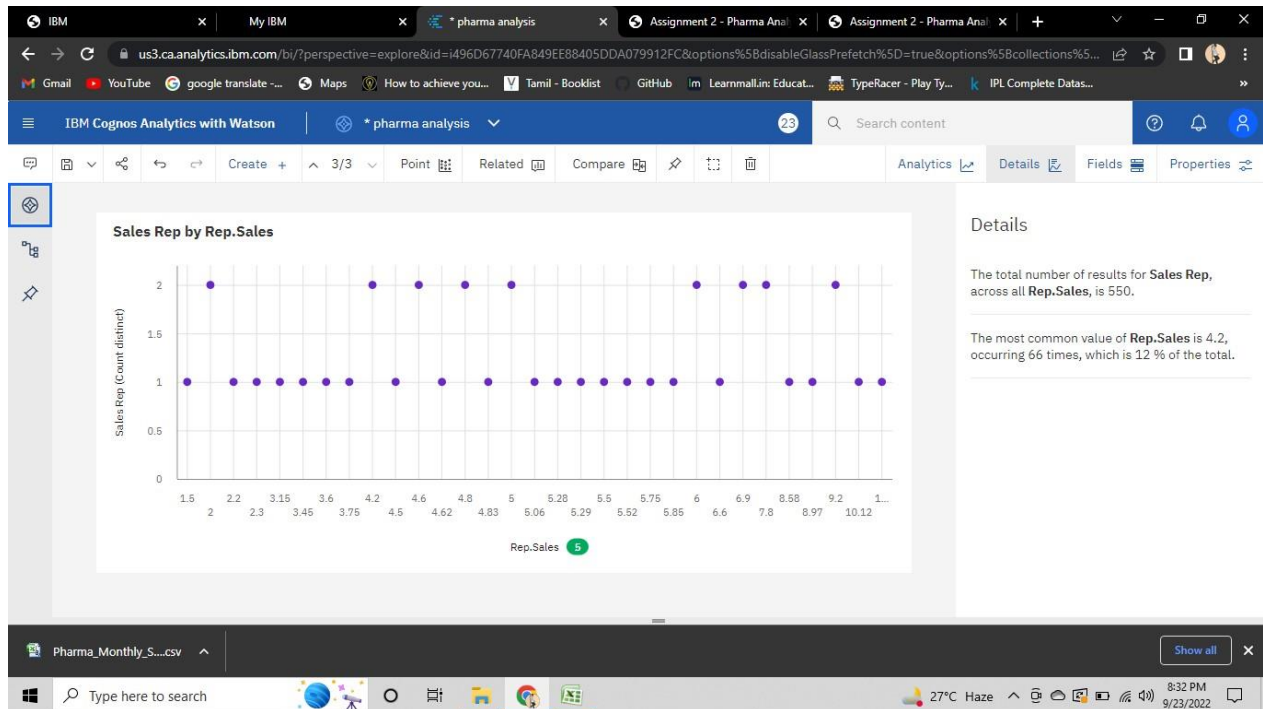 IBM
My IBM
* pharma analysis
Assignment 2 - Pharma Anal
Assignment 2 - Pharma Anal
us3.ca.analytics.ibm.com/bi/?perspective=explore&id=i496D67740FA849EE88405DDA079912FC&options%5BdisableGlassPrefetch%5D=true&options%5Bcollections%5...
Gmail YouTube google translate -... Maps How to achieve you... Tamil - Booklist GitHub Learnmall.in: Educat... TypeRacer - Play Ty... IPL Complete Datas... »
IBM Cognos Analytics with Watson * pharma analysis 23 Search content
Create + 3/3 Point Related Compare Analytics Details Fields Properties
Sales Rep by Rep.Sales
Sales Rep (Count distinct)
2
1.5
1
0.5
0
1.5 2.2 3.15 3.6 4.2 4.6 4.8 5 5.28 5.5 5.75 6 6.9 8.58 9.2 1...
2 2.3 3.45 3.75 4.5 4.62 4.83 5.06 5.29 5.52 5.85 6.6 7.8 8.97 10.12
Rep.Sales 5
Details
The total number of results for Sales Rep,
across all Rep.Sales, is 550.
The most common value of Rep.Sales is 4.2,
occurring 66 times, which is 12 % of the total.
Pharma_Monthly_S....csv
Show all
Type here to search
27°C Haze
8:32 PM
9/23/2022